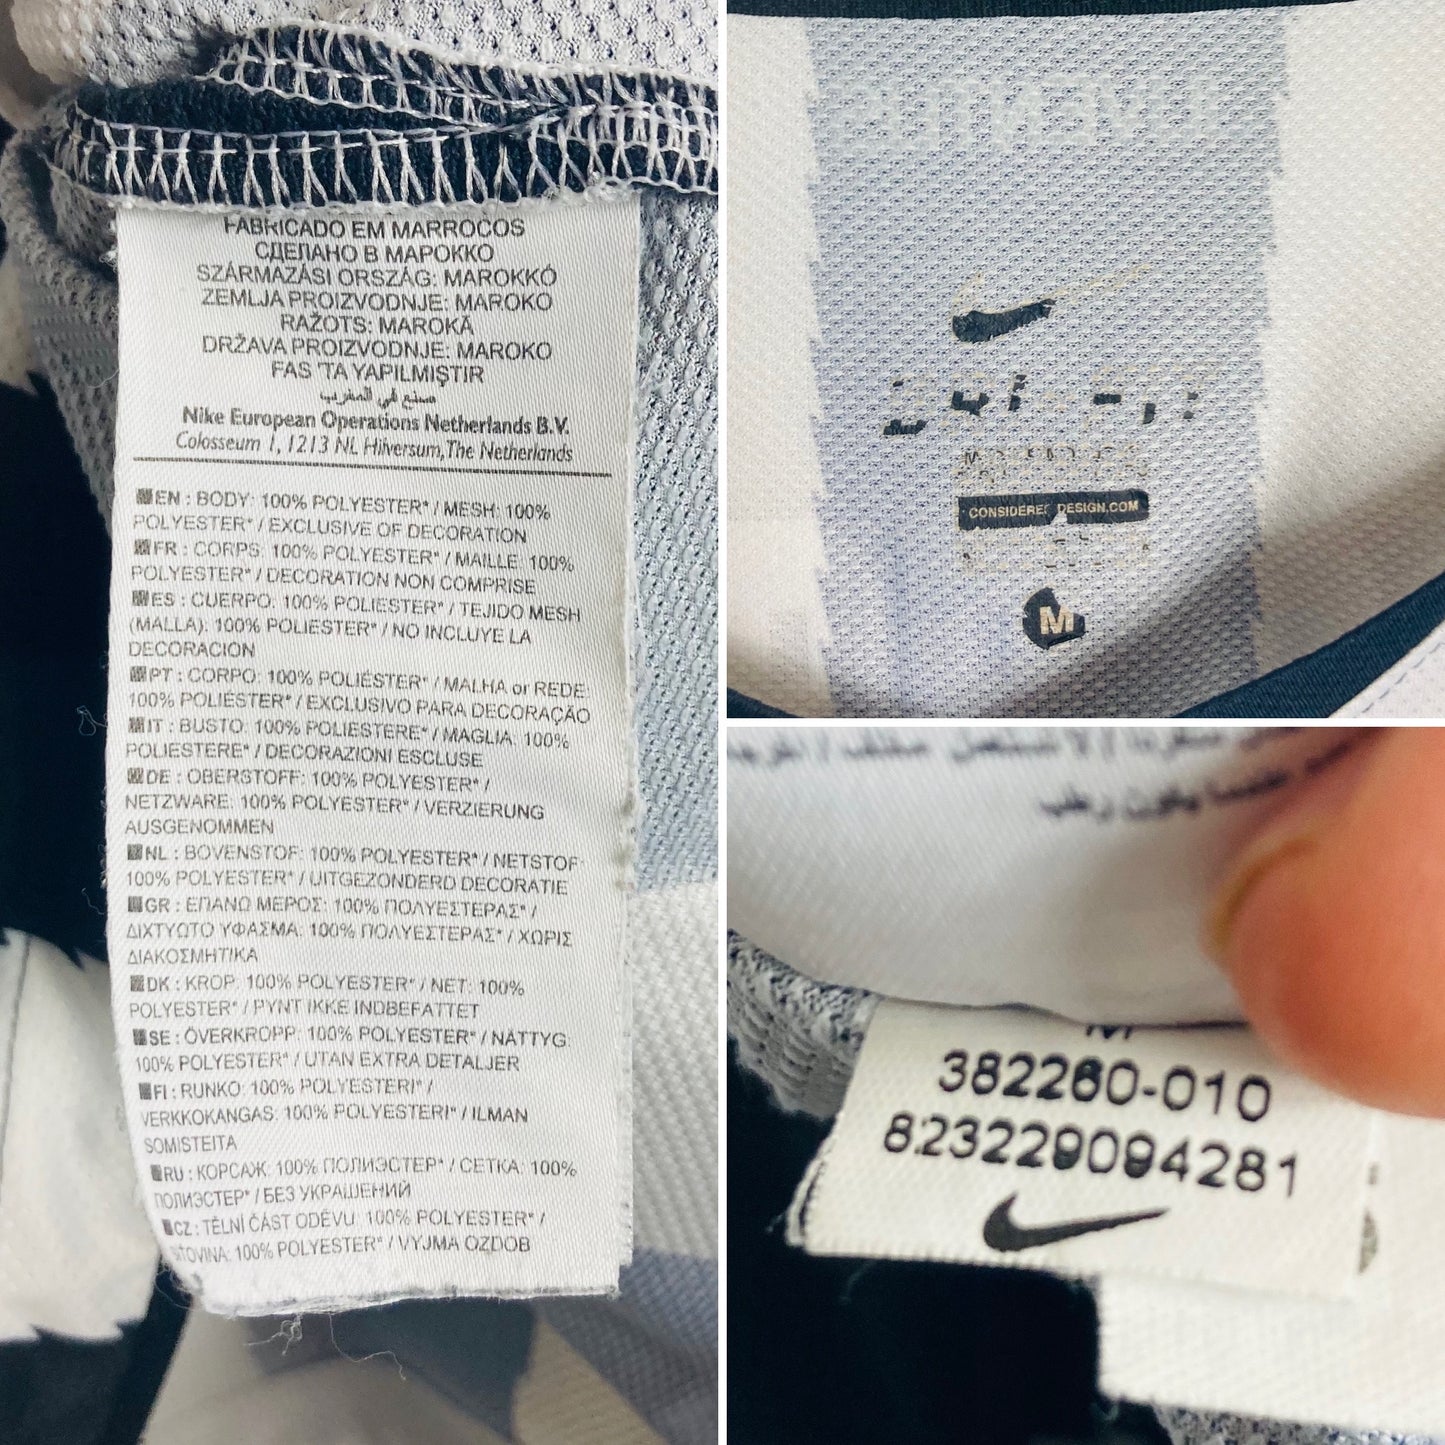 FABRICADO EM MARROCOS
СДЕЛАНО В МАРОККО
SZÁRMAZÁSI ORSZÁG: MAROKKÓ
ZEMLJA PROIZVODNJE: MAROKO
RAŽOTS: MAROKĀ
DRŽAVA PROIZVODNJE: MAROKO
FAS 'TA YAPILMIŞTIR
صنع في المغرب
Nike European Operations Netherlands B.V.
Colosseum 1, 1213 NL Hilversum, The Netherlands
EN : BODY: 100% POLYESTER* / MESH: 100%
POLYESTER* / EXCLUSIVE OF DECORATION
FR : CORPS: 100% POLYESTER* / MAILLE: 100%
POLYESTER* / DECORATION NON COMPRISE
ES : CUERPO: 100% POLIESTER* / TEJIDO MESH
(MALLA): 100% POLIESTER* / NO INCLUYE LA
DECORACION
PT : CORPO: 100% POLIÉSTER* / MALHA or REDE:
100% POLIÉSTER* / EXCLUSIVO PARA DECORAÇÃO
IT : BUSTO: 100% POLIESTERE* / MAGLIA: 100%
POLIESTERE* / DECORAZIONI ESCLUSE
DE : OBERSTOFF: 100% POLYESTER* /
NETZWARE: 100% POLYESTER* / VERZIERUNG
AUSGENOMMEN
NL : BOVENSTOF: 100% POLYESTER* / NETSTOF:
100% POLYESTER* / UITGEZONDERD DECORATIE
GR : ΕΠΑΝΩ ΜΕΡΟΣ: 100% ΠΟΛΥΕΣΤΕΡΑΣ* /
ΔΙΧΤΥΩΤΟ ΥΦΑΣΜΑ: 100% ΠΟΛΥΕΣΤΕΡΑΣ* / ΧΩΡΙΣ
ΔΙΑΚΟΣΜΗΤΙΚΑ
DK : KROP: 100% POLYESTER* / NET: 100%
POLYESTER* / PYNT IKKE INDBEFATTET
SE : ÖVERKROPP: 100% POLYESTER* / NÄTTYG:
100% POLYESTER* / UTAN EXTRA DETALJER
FI : RUNKO: 100% POLYESTERI* /
VERKKOKANGAS: 100% POLYESTERI* / ILMAN
SOMISTEITA
RU : КОРСАЖ: 100% ПОЛИЭСТЕР* / СЕТКА: 100%
ПОЛИЭСТЕР* / БЕЗ УКРАШЕНИЙ
CZ : TĚLNÍ ČÁST ODĚVU: 100% POLYESTER* /
SÍŤOVINA: 100% POLYESTER* / VYJMA OZDOB
DRI-FIT
CONSIDERED DESIGN.COM
M
M
382260-010
823229094281